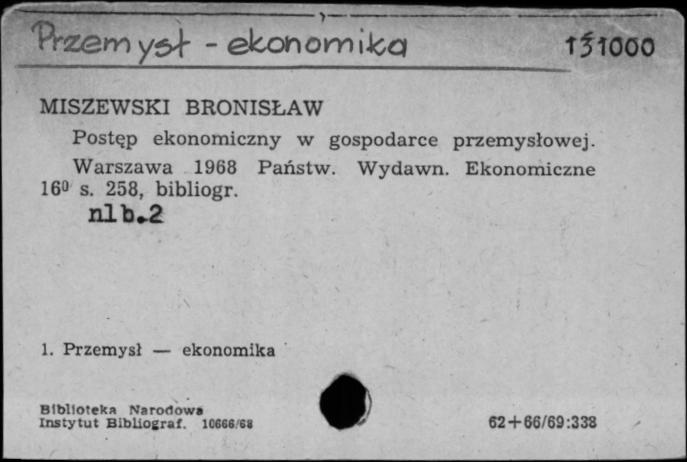 Przemysł - ekonomika 131000
MISZEWSKI BRONISŁAW
Postęp ekonomiczny w gospodarce przemysłowej.
Warszawa 1968 Państw. Wydawn. Ekonomiczne
16⁰ s. 258, bibliogr.
nlb.2
1. Przemysł — ekonomika
Biblioteka Narodowa
Instytut Bibliograf. 10666/68
62+66/69:338